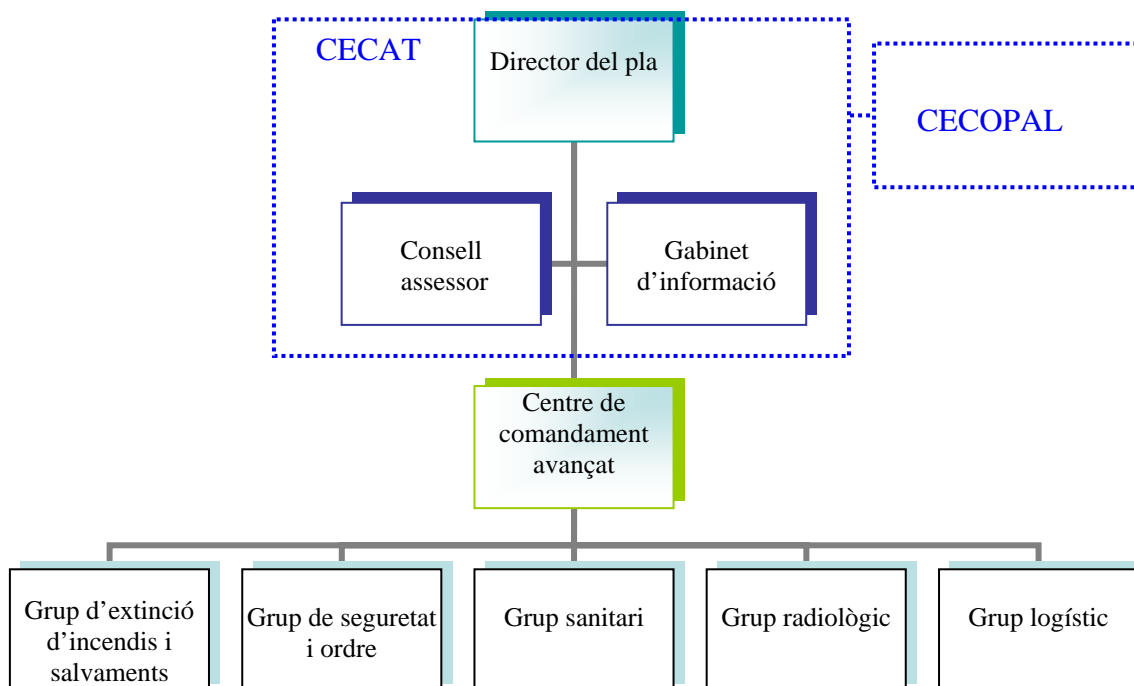 CECAT
Director del pla
CECOPAL
Consell
assessor
Gabinet
d’informació
Centre de
comandament
avançat
Grup d’extinció
d’incendis i
salvaments
Grup de seguretat
i ordre
Grup sanitari
Grup radiològic
Grup logístic